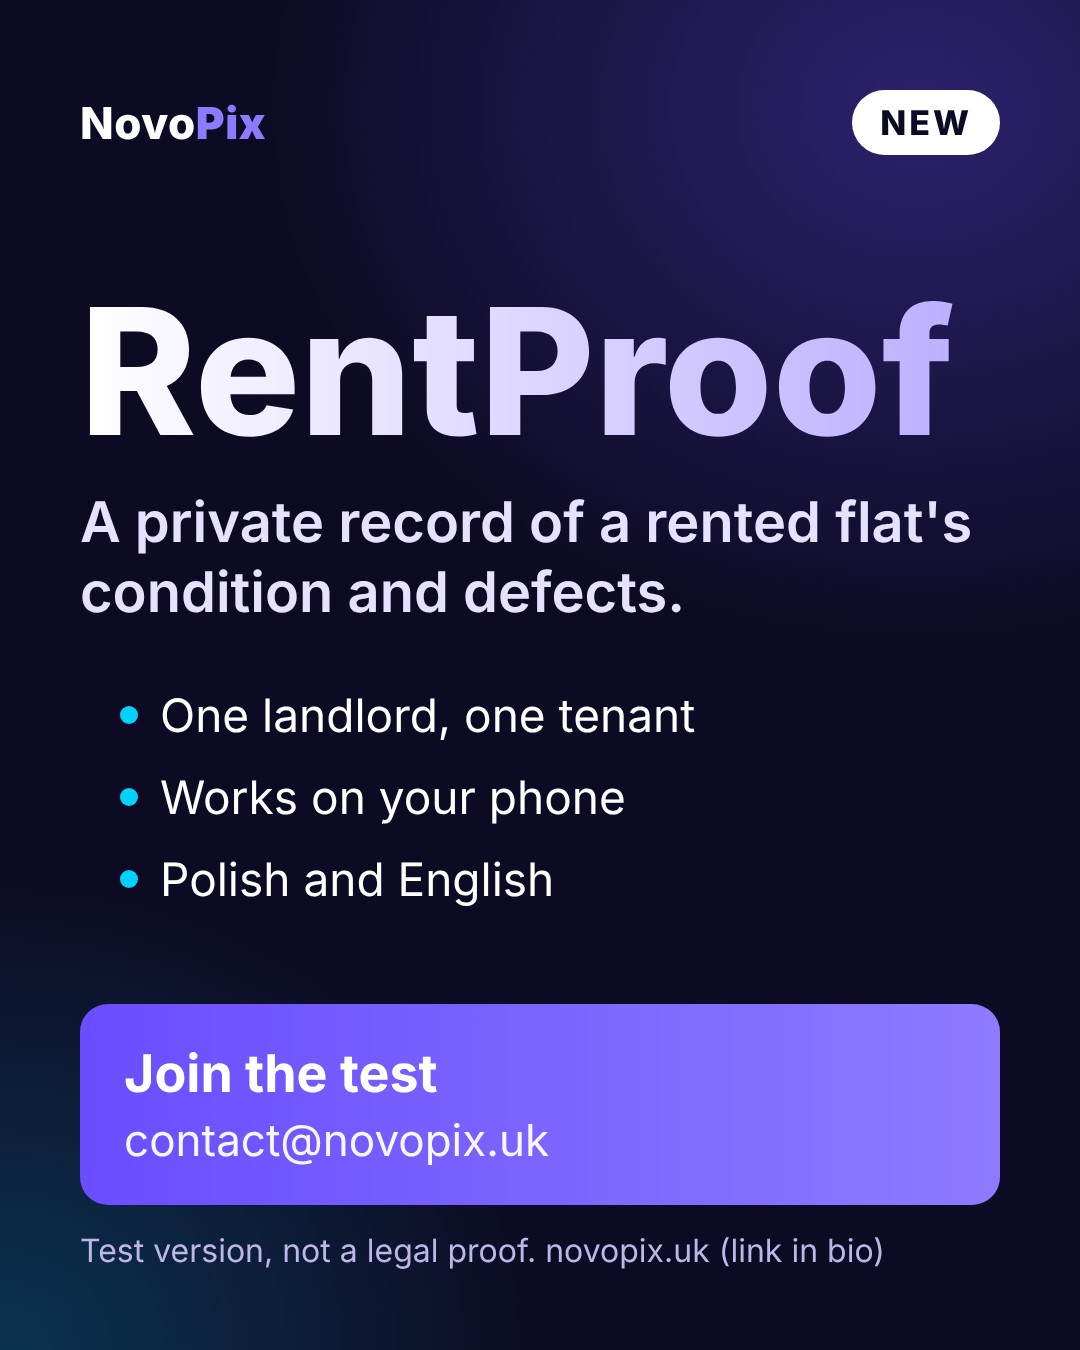 NovoPix
NEW
RentProof
A private record of a rented flat's
condition and defects.
One landlord, one tenant
Works on your phone
Polish and English
Join the test
contact@novopix.uk
Test version, not a legal proof. novopix.uk (link in bio)